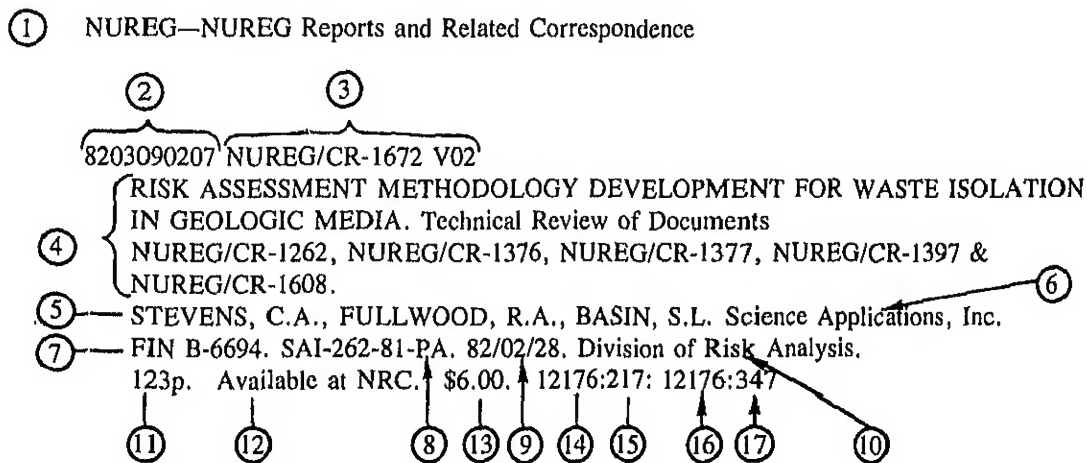 ① NUREG—NUREG Reports and Related Correspondence
② ③
8203090207 NUREG/CR-1672 V02
RISK ASSESSMENT METHODOLOGY DEVELOPMENT FOR WASTE ISOLATION
IN GEOLOGIC MEDIA. Technical Review of Documents
④ NUREG/CR-1262, NUREG/CR-1376, NUREG/CR-1377, NUREG/CR-1397 &
NUREG/CR-1608.
⑥
⑤ STEVENS, C.A., FULLWOOD, R.A., BASIN, S.L. Science Applications, Inc.
⑦ FIN B-6694. SAI-262-81-PA. 82/02/28. Division of Risk Analysis.
123p. Available at NRC. $6.00. 12176:217: 12176:347
⑪ ⑫ ⑧ ⑬ ⑨ ⑭ ⑮ ⑯ ⑰ ⑩